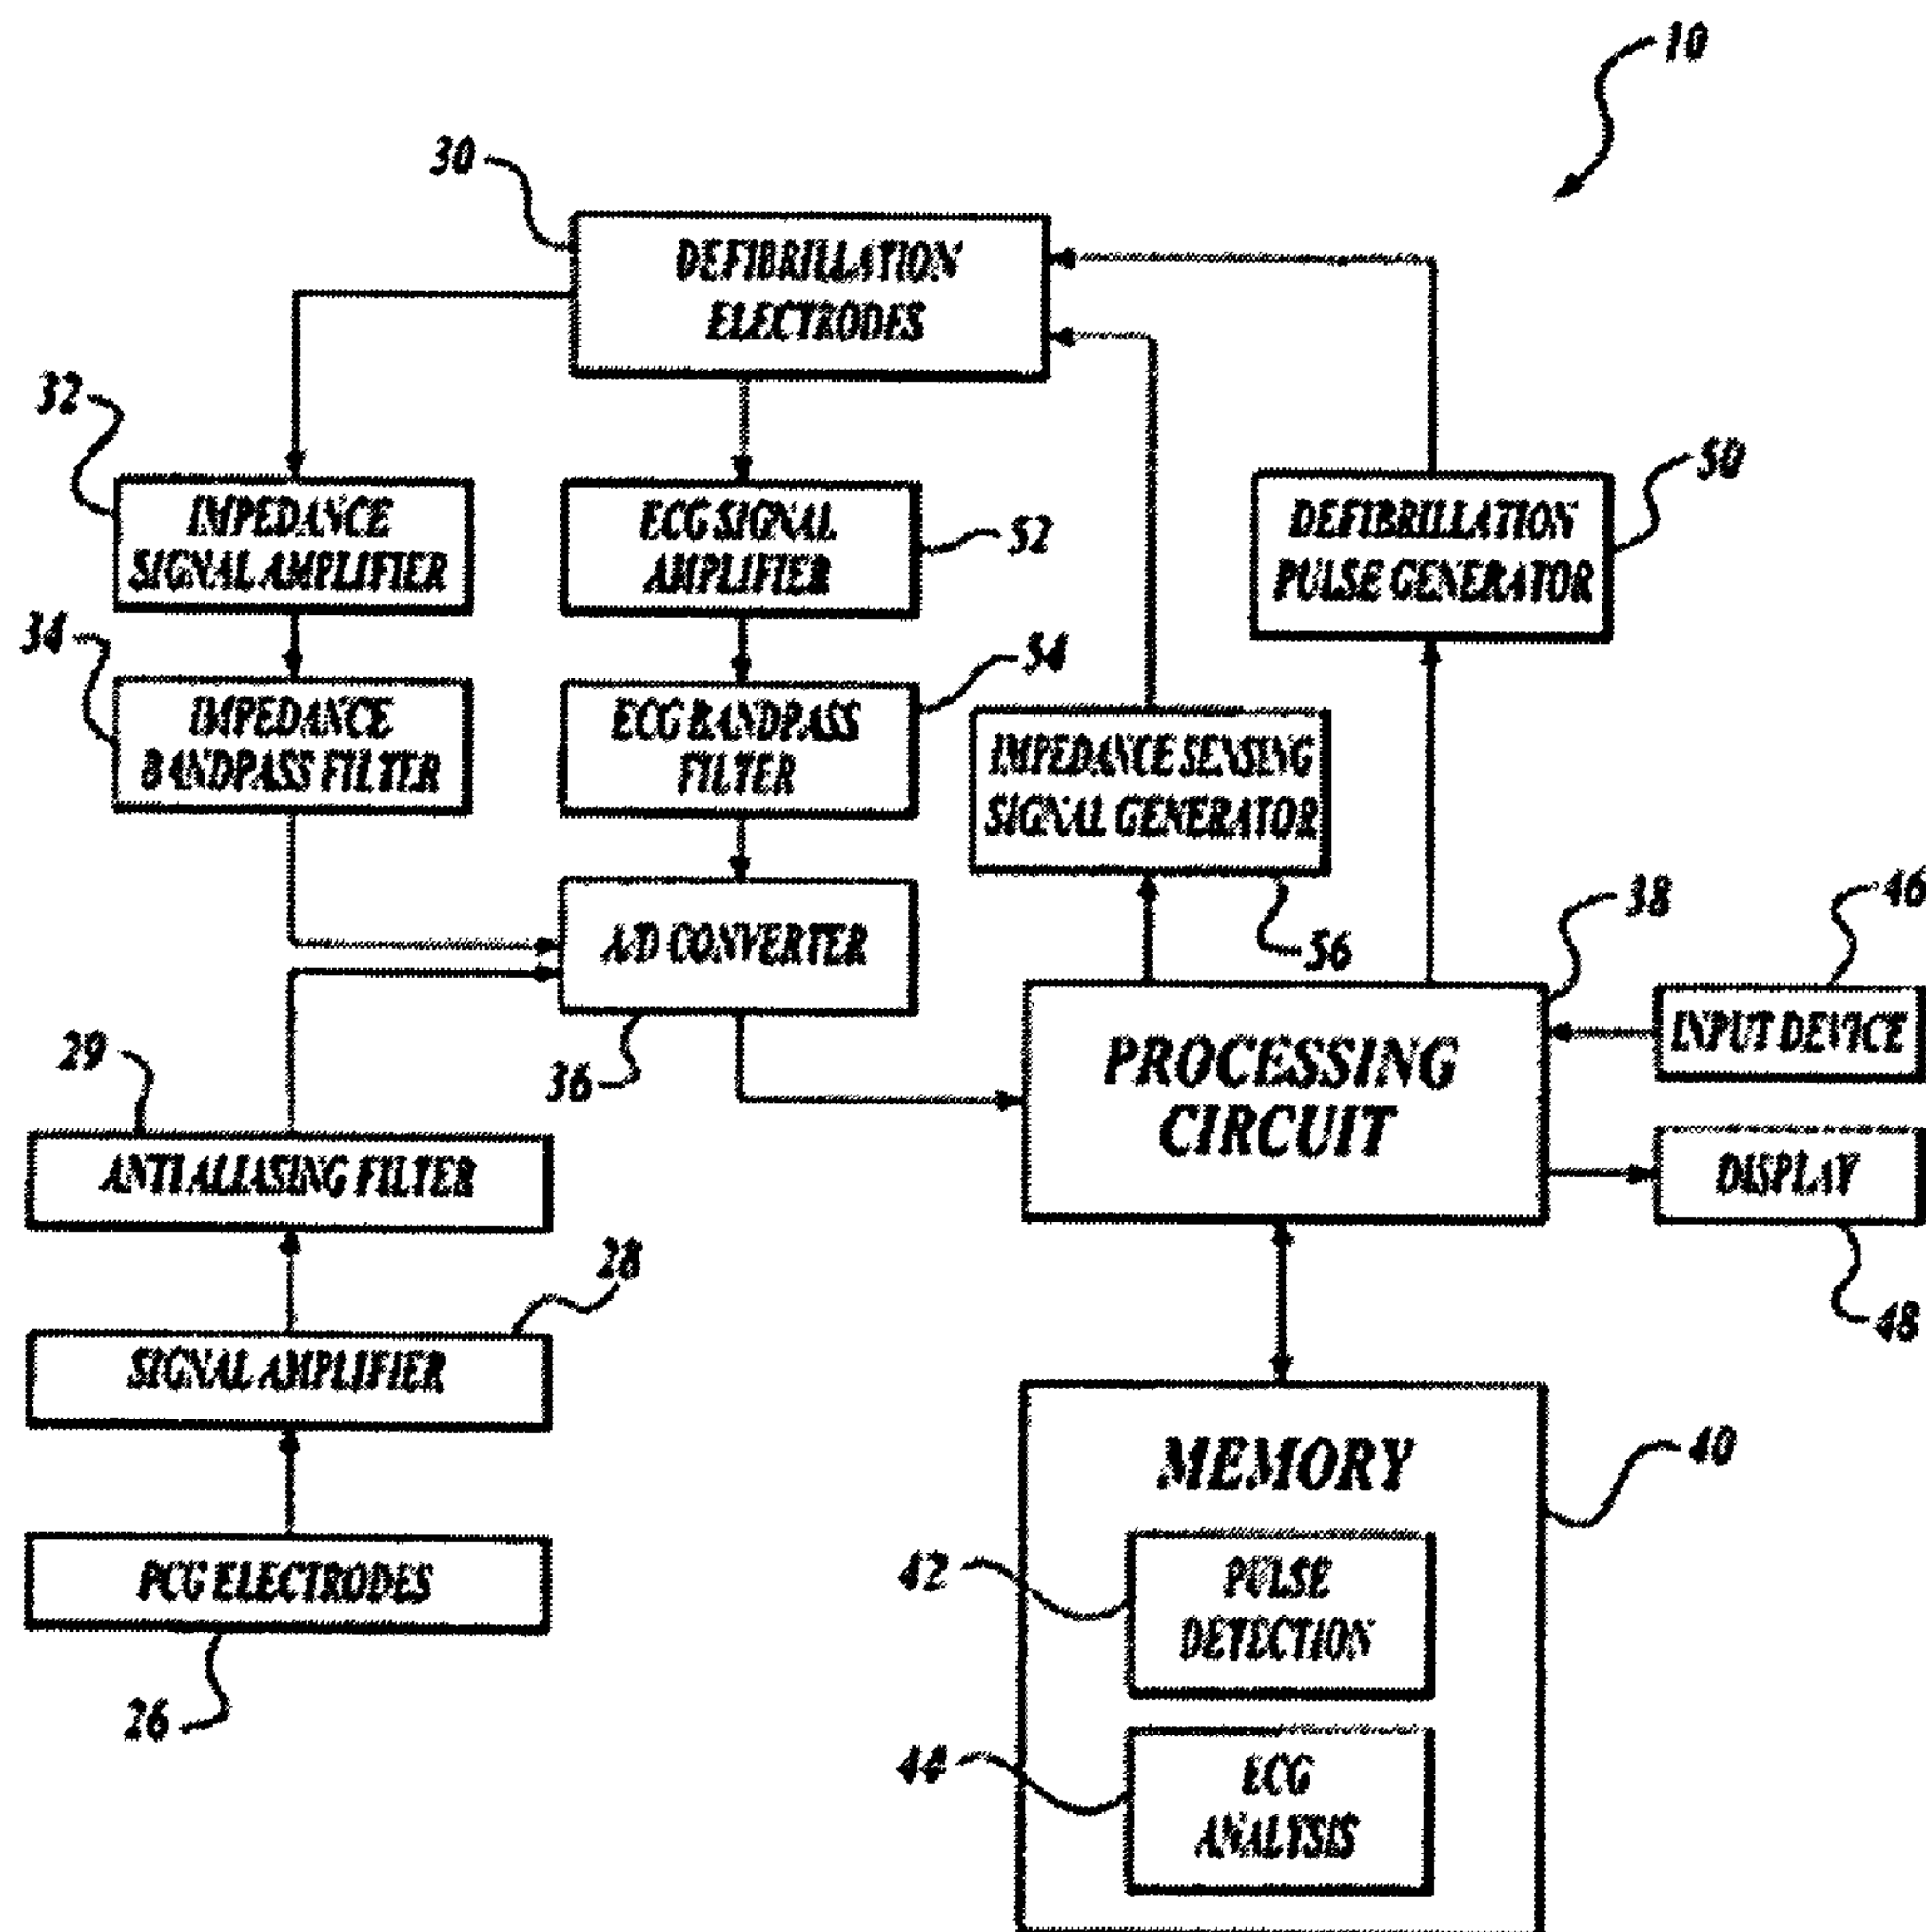 10
30
DEFIBRILLATION
ELECTRODES
32
50
IMPEDANCE
SIGNAL AMPLIFIER
ECG SIGNAL
AMPLIFIER
52
DEFIBRILLATION
PULSE GENERATOR
34
54
IMPEDANCE
BANDPASS FILTER
ECG BANDPASS
FILTER
IMPEDANCE SENSING
SIGNAL GENERATOR
A/D CONVERTER
56
38
46
29
36
PROCESSING
CIRCUIT
INPUT DEVICE
ANTI ALIASING FILTER
DISPLAY
28
48
SIGNAL AMPLIFIER
MEMORY
40
PCG ELECTRODES
42
PULSE
DETECTION
26
44
ECG
ANALYSIS